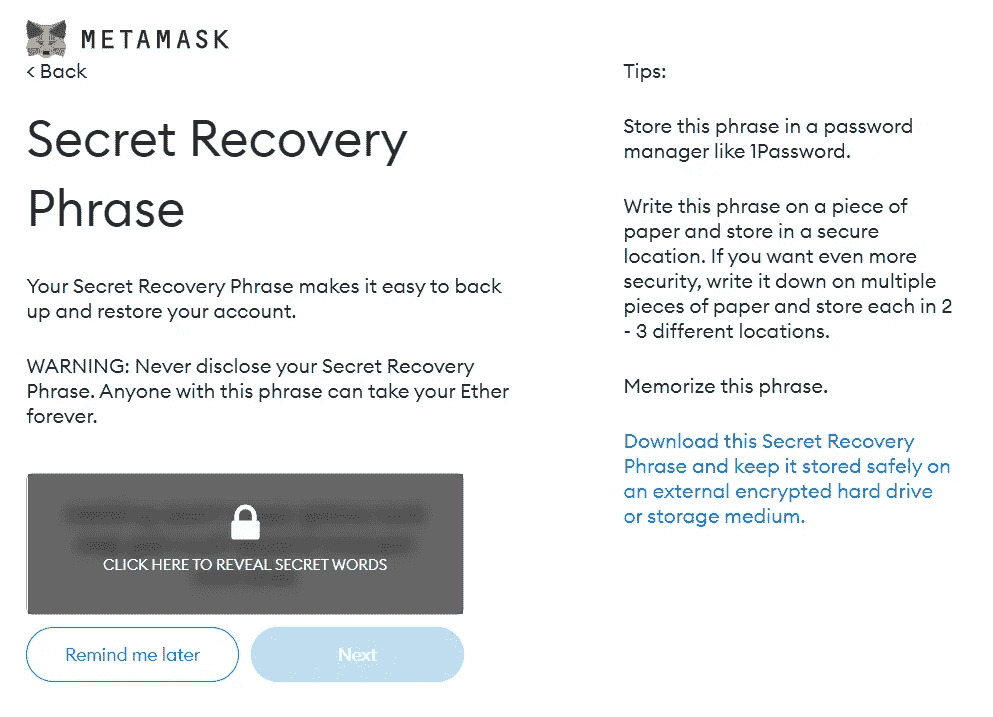 METAMASK
< Back
Secret Recovery
Phrase
Your Secret Recovery Phrase makes it easy to back
up and restore your account.
WARNING: Never disclose your Secret Recovery
Phrase. Anyone with this phrase can take your Ether
forever.
CLICK HERE TO REVEAL SECRET WORDS
Remind me later
Next
Tips:
Store this phrase in a password
manager like 1Password.
Write this phrase on a piece of
paper and store in a secure
location. If you want even more
security, write it down on multiple
pieces of paper and store each in 2
- 3 different locations.
Memorize this phrase.
Download this Secret Recovery
Phrase and keep it stored safely on
an external encrypted hard drive
or storage medium.